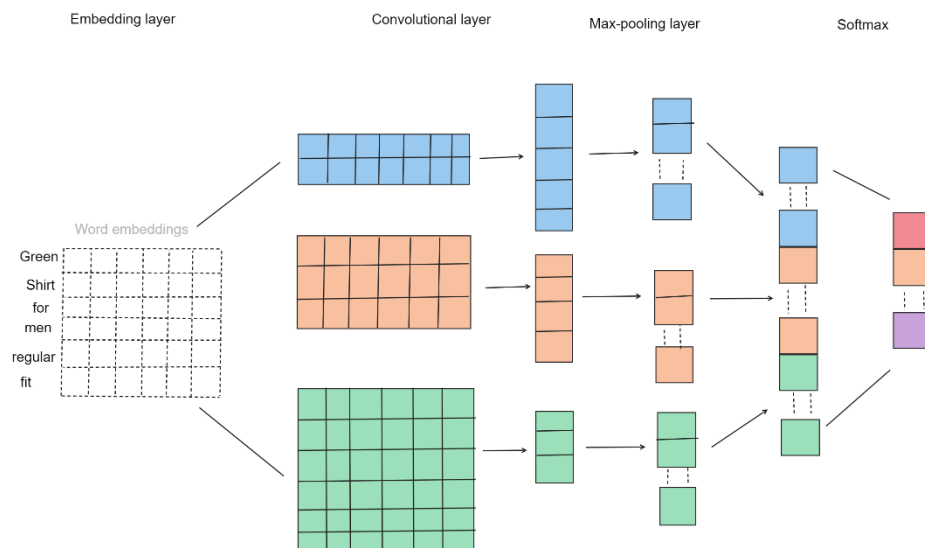 Embedding layer
Convolutional layer
Max-pooling layer
Softmax
Word embeddings
Green
Shirt
for
men
regular
fit